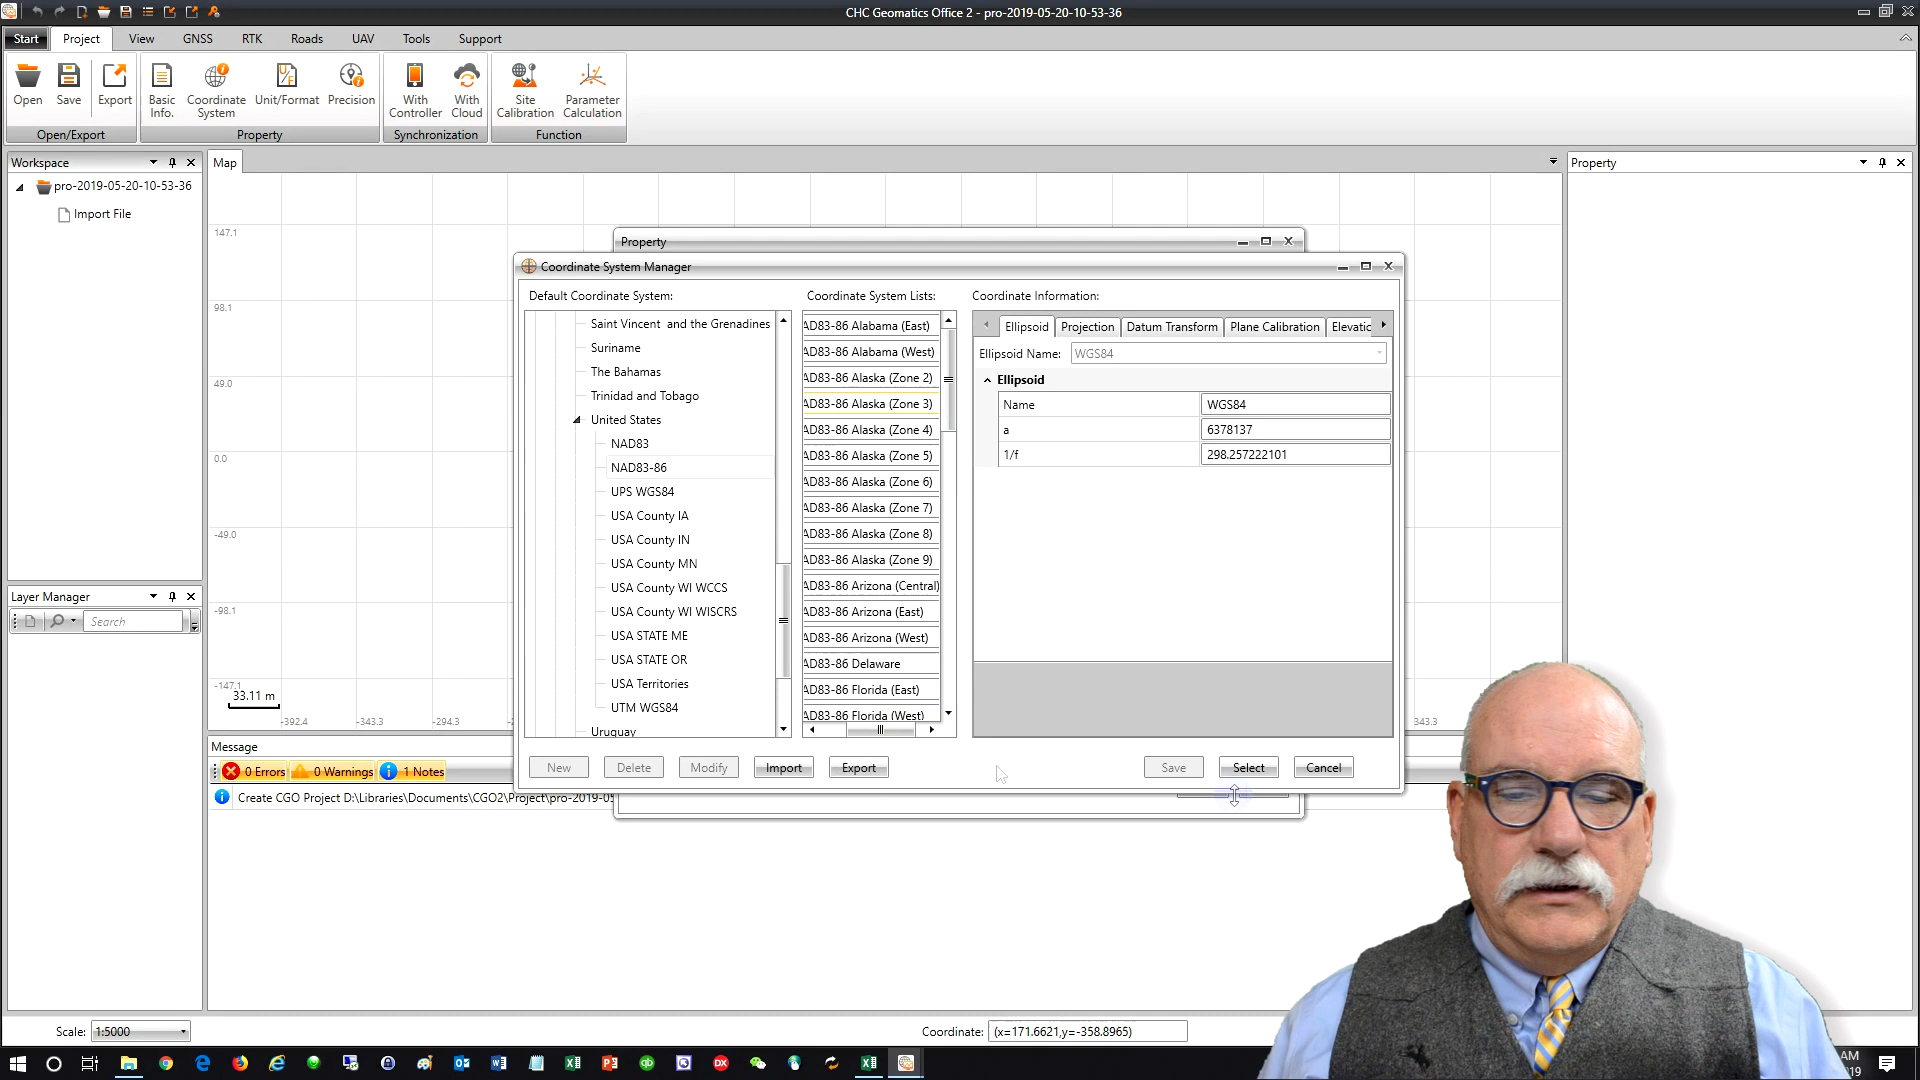 CHC Geomatics Office 2 - pro-2019-05-20-10-53-36
Start Project View GNSS RTK Roads UAV Tools Support
Open Save Export Basic Info. Coordinate System Unit/Format Precision With Controller With Cloud Site Calibration Parameter Calculation
Open/Export Property Synchronization Function
Workspace
pro-2019-05-20-10-53-36
Import File
Layer Manager
Search
Map
147.1
98.1
49.0
0.0
-49.0
-98.1
-147.1
33.11 m
-392.4 -343.3 -294.3
343.3
Property
Property
Coordinate System Manager
Default Coordinate System:
Saint Vincent and the Grenadines
Suriname
The Bahamas
Trinidad and Tobago
United States
NAD83
NAD83-86
UPS WGS84
USA County IA
USA County IN
USA County MN
USA County WI WCCS
USA County WI WISCRS
USA STATE ME
USA STATE OR
USA Territories
UTM WGS84
Uruguay
Coordinate System Lists:
AD83-86 Alabama (East)
AD83-86 Alabama (West)
AD83-86 Alaska (Zone 2)
AD83-86 Alaska (Zone 3)
AD83-86 Alaska (Zone 4)
AD83-86 Alaska (Zone 5)
AD83-86 Alaska (Zone 6)
AD83-86 Alaska (Zone 7)
AD83-86 Alaska (Zone 8)
AD83-86 Alaska (Zone 9)
AD83-86 Arizona (Central)
AD83-86 Arizona (East)
AD83-86 Arizona (West)
AD83-86 Delaware
AD83-86 Florida (East)
AD83-86 Florida (West)
Coordinate Information:
Ellipsoid Projection Datum Transform Plane Calibration Elevatic
Ellipsoid Name: WGS84
Ellipsoid
Name WGS84
a 6378137
1/f 298.257222101
New Delete Modify Import Export Save Select Cancel
Message
0 Errors 0 Warnings 1 Notes
Create CGO Project D:\Libraries\Documents\CGO2\Project\pro-2019-05
Scale: 1:5000
Coordinate: (x=171.6621,y=-358.8965)
AM
19